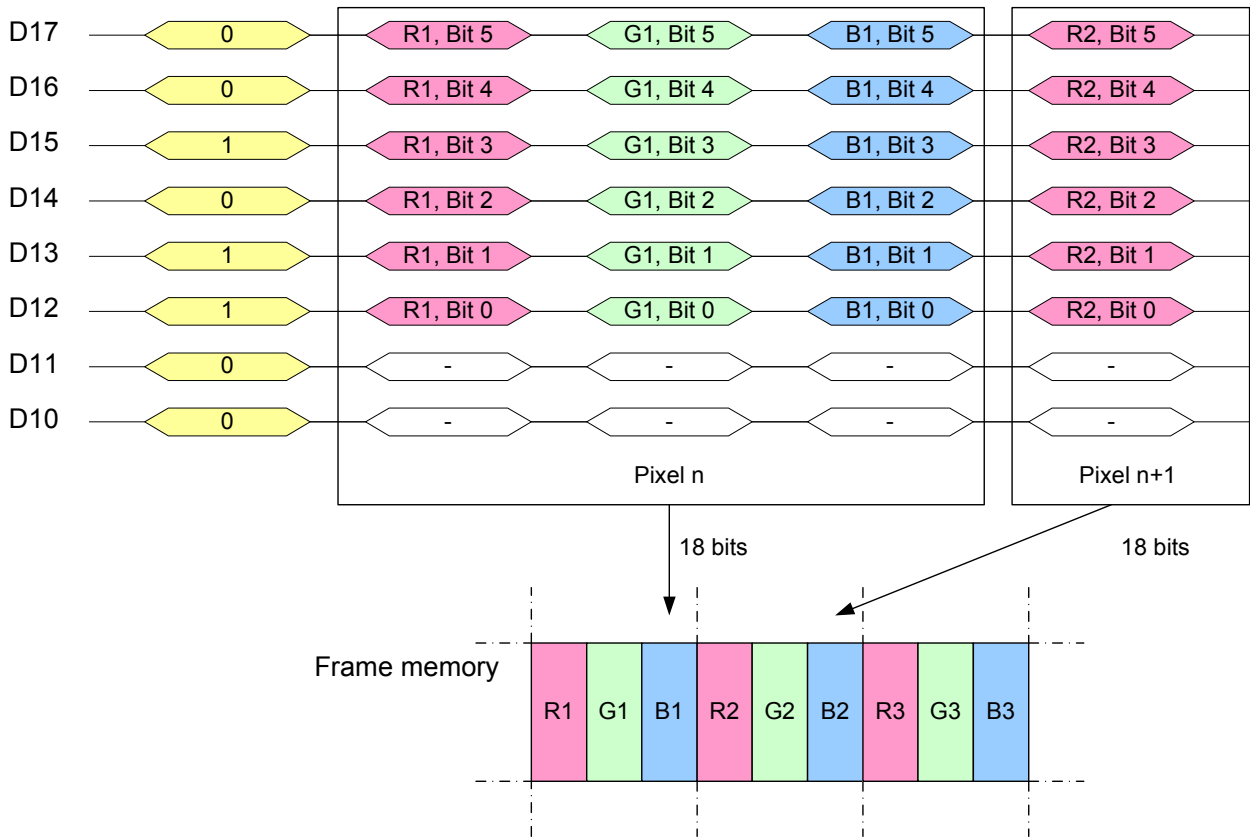 D17 0 R1, Bit 5 G1, Bit 5 B1, Bit 5 R2, Bit 5
D16 0 R1, Bit 4 G1, Bit 4 B1, Bit 4 R2, Bit 4
D15 1 R1, Bit 3 G1, Bit 3 B1, Bit 3 R2, Bit 3
D14 0 R1, Bit 2 G1, Bit 2 B1, Bit 2 R2, Bit 2
D13 1 R1, Bit 1 G1, Bit 1 B1, Bit 1 R2, Bit 1
D12 1 R1, Bit 0 G1, Bit 0 B1, Bit 0 R2, Bit 0
D11 0 - - - -
D10 0 - - - -
Pixel n Pixel n+1
18 bits 18 bits
Frame memory
R1 G1 B1 R2 G2 B2 R3 G3 B3